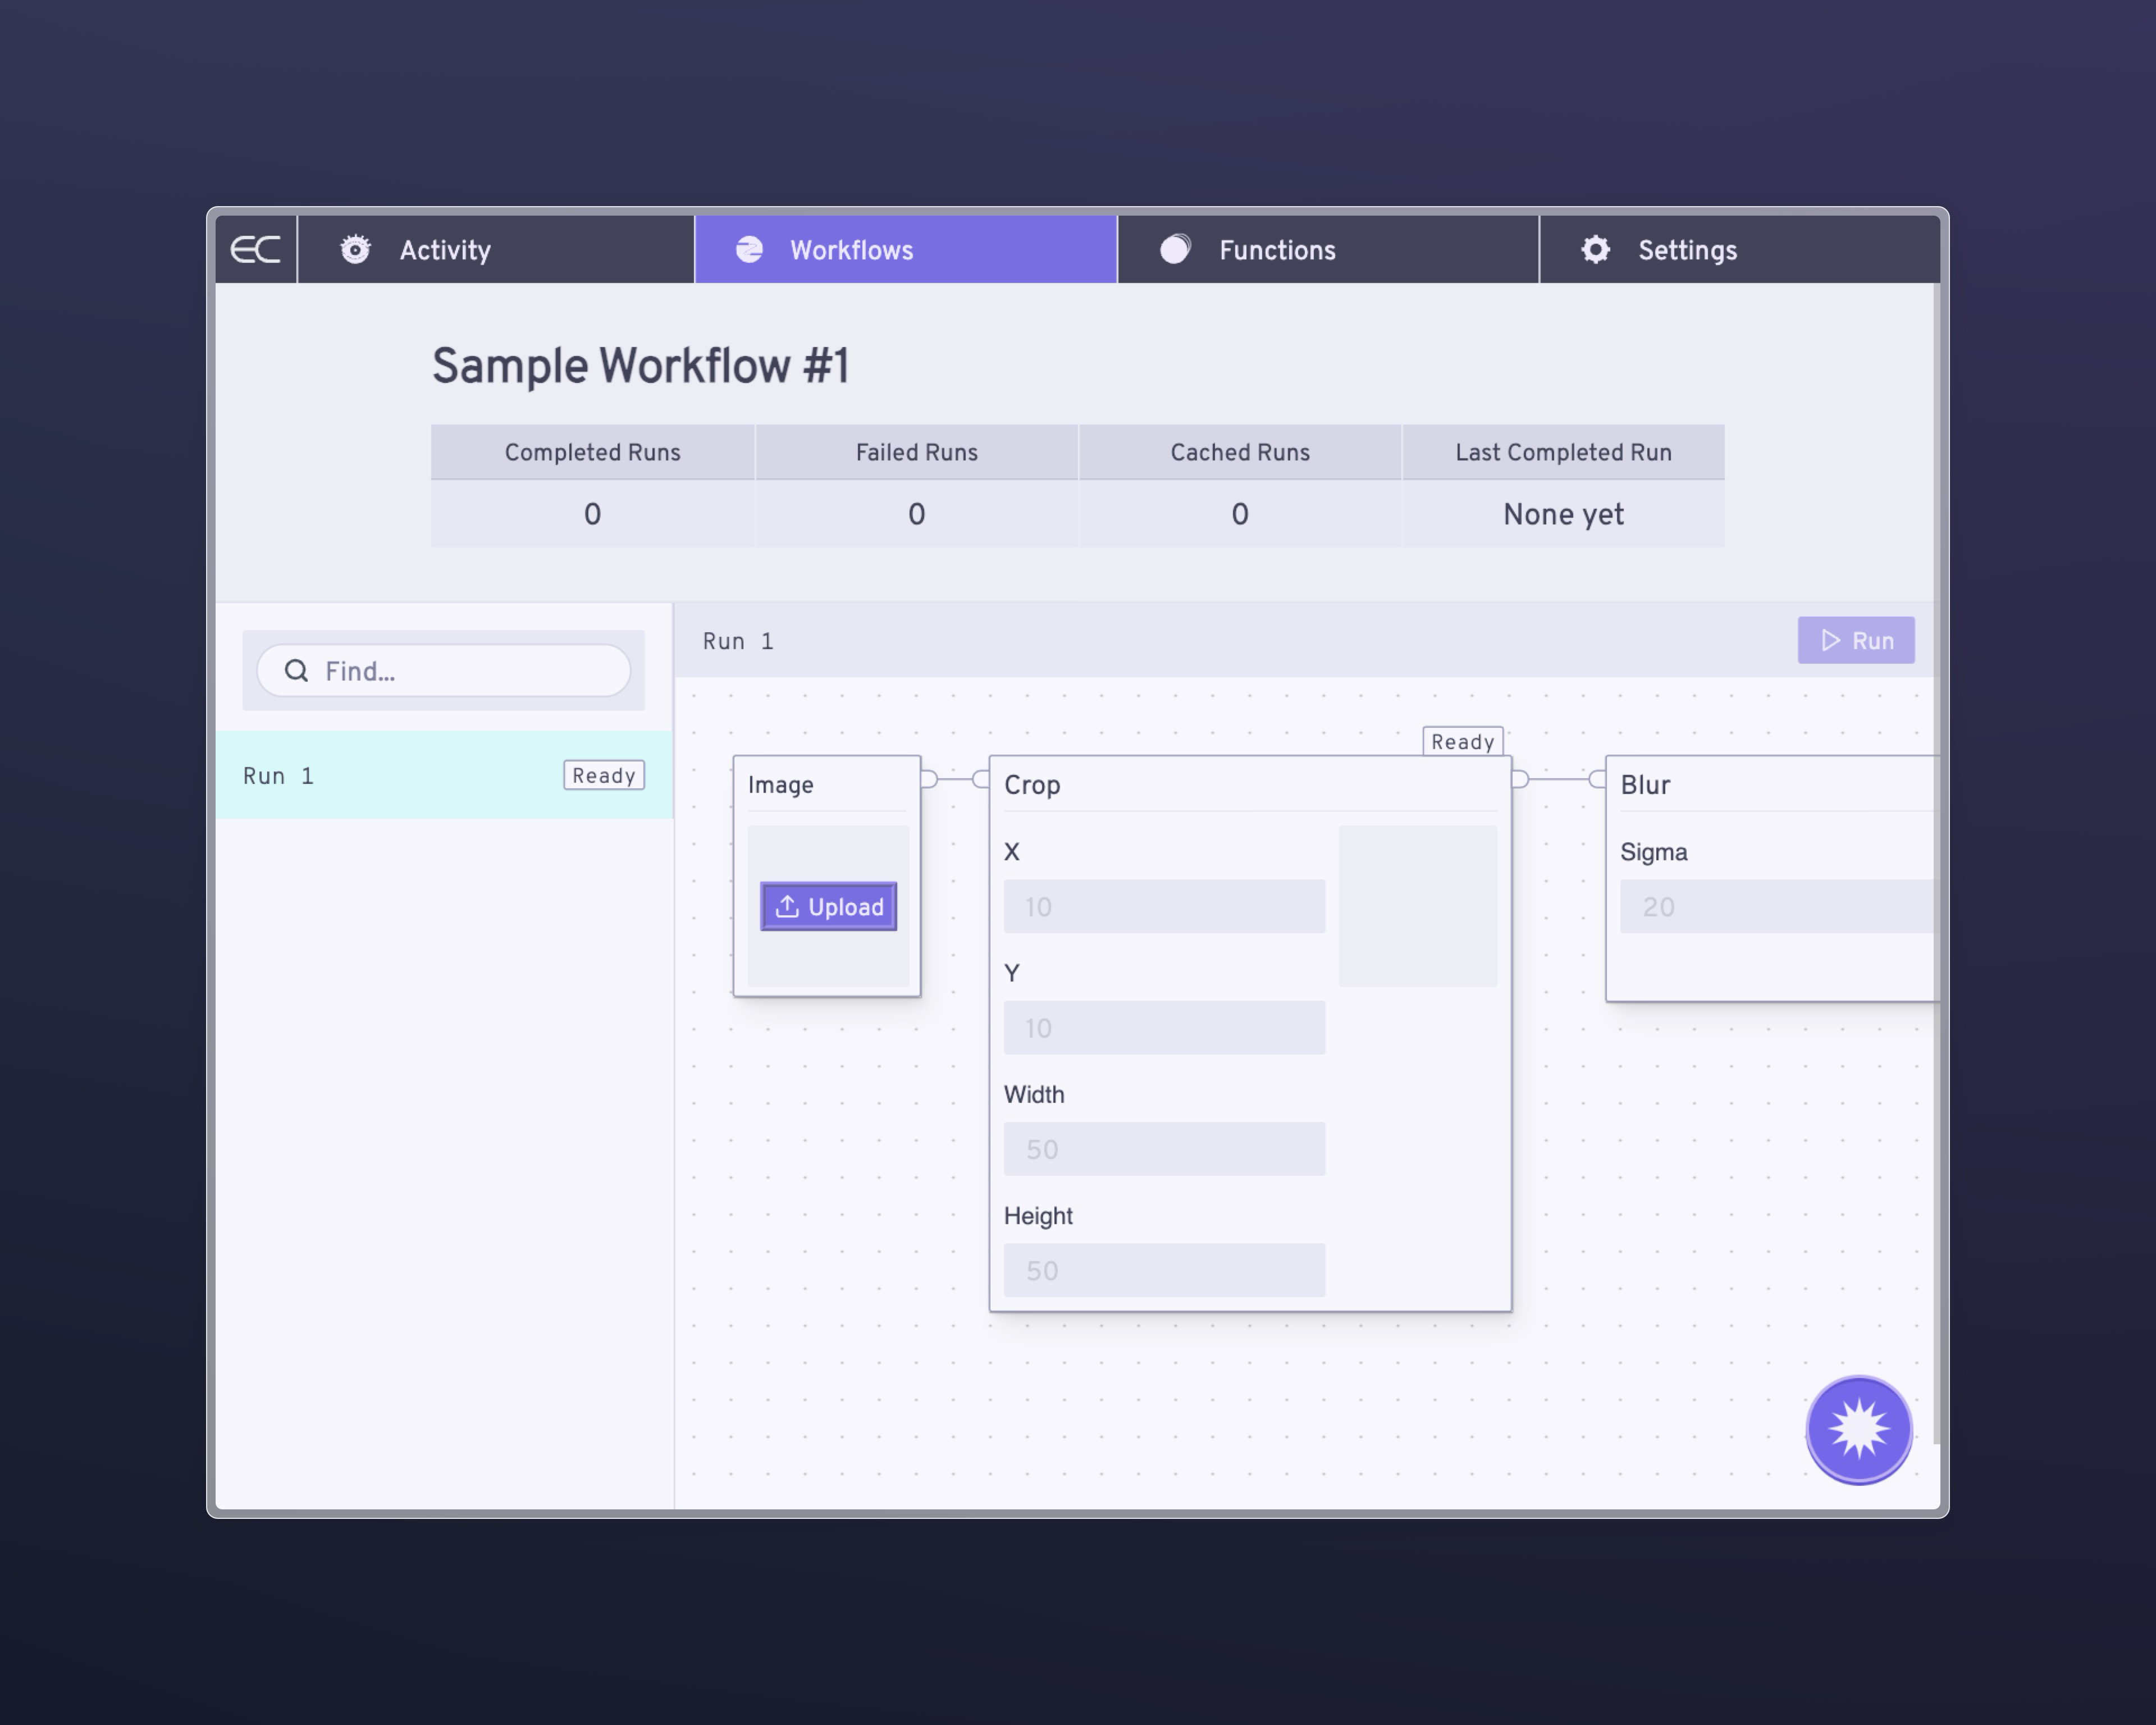 EC
Activity
Workflows
Functions
Settings
Sample Workflow #1
Completed Runs
Failed Runs
Cached Runs
Last Completed Run
0
0
0
None yet
Find...
Run 1
Run
Run 1
Ready
Ready
Image
Upload
Crop
X
10
Y
10
Width
50
Height
50
Blur
Sigma
20